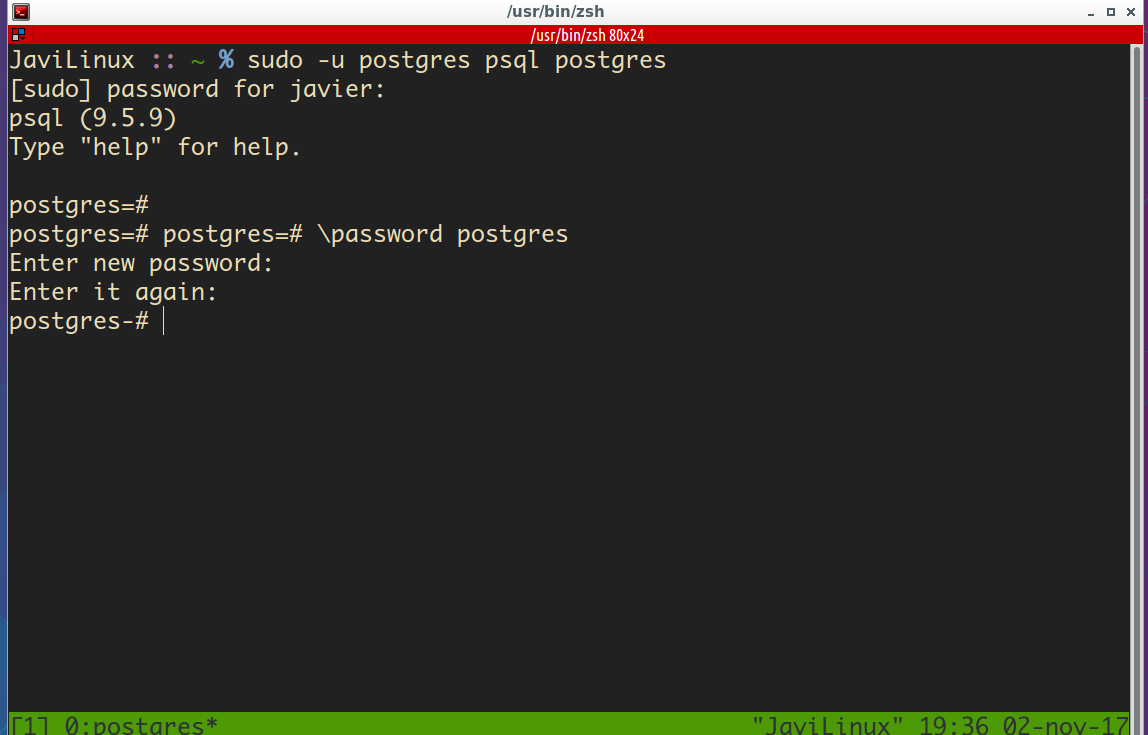 /usr/bin/zsh
/usr/bin/zsh 80x24
JaviLinux :: ~ % sudo -u postgres psql postgres
[sudo] password for javier:
psql (9.5.9)
Type "help" for help.
postgres=#
postgres=# postgres=# \password postgres
Enter new password:
Enter it again:
postgres-#
[1] 0:postgres* "JaviLinux" 19:36 02-nov-17